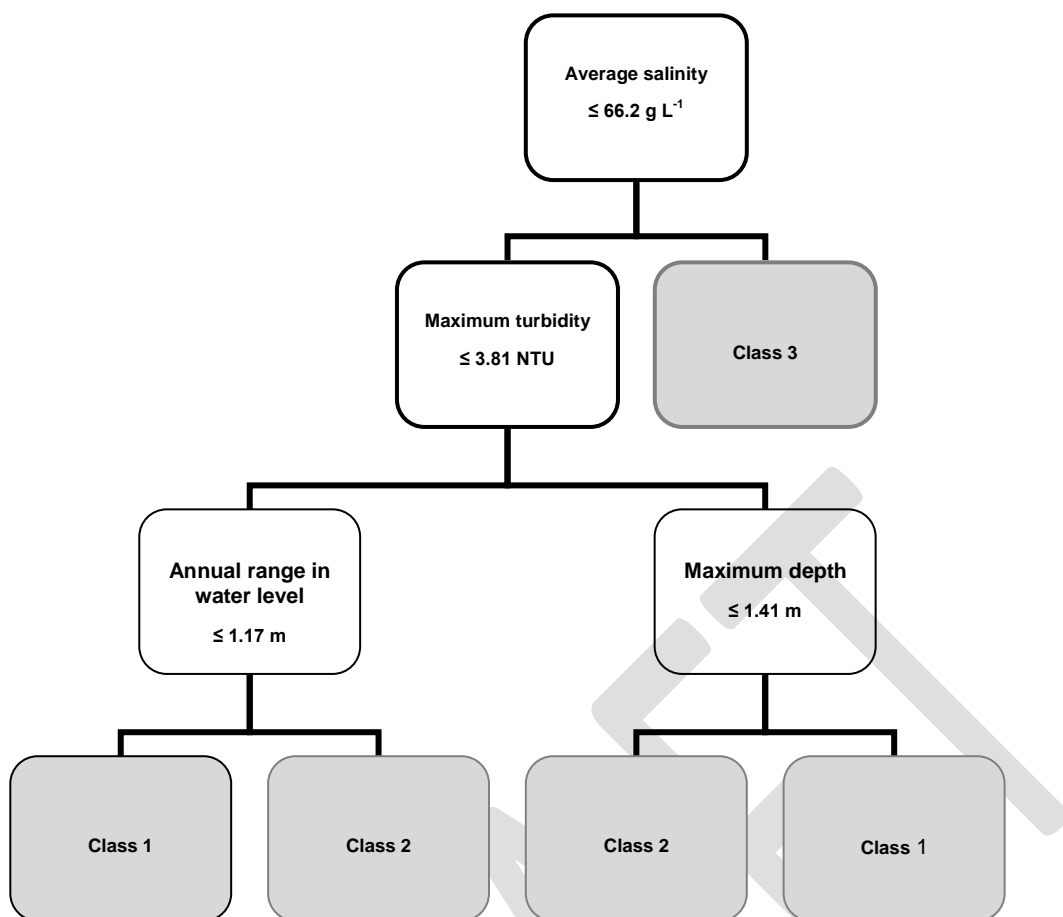 Average salinity
≤ 66.2 g L⁻¹
Maximum turbidity
≤ 3.81 NTU
Class 3
Annual range in
water level
≤ 1.17 m
Maximum depth
≤ 1.41 m
Class 1
Class 2
Class 2
Class 1